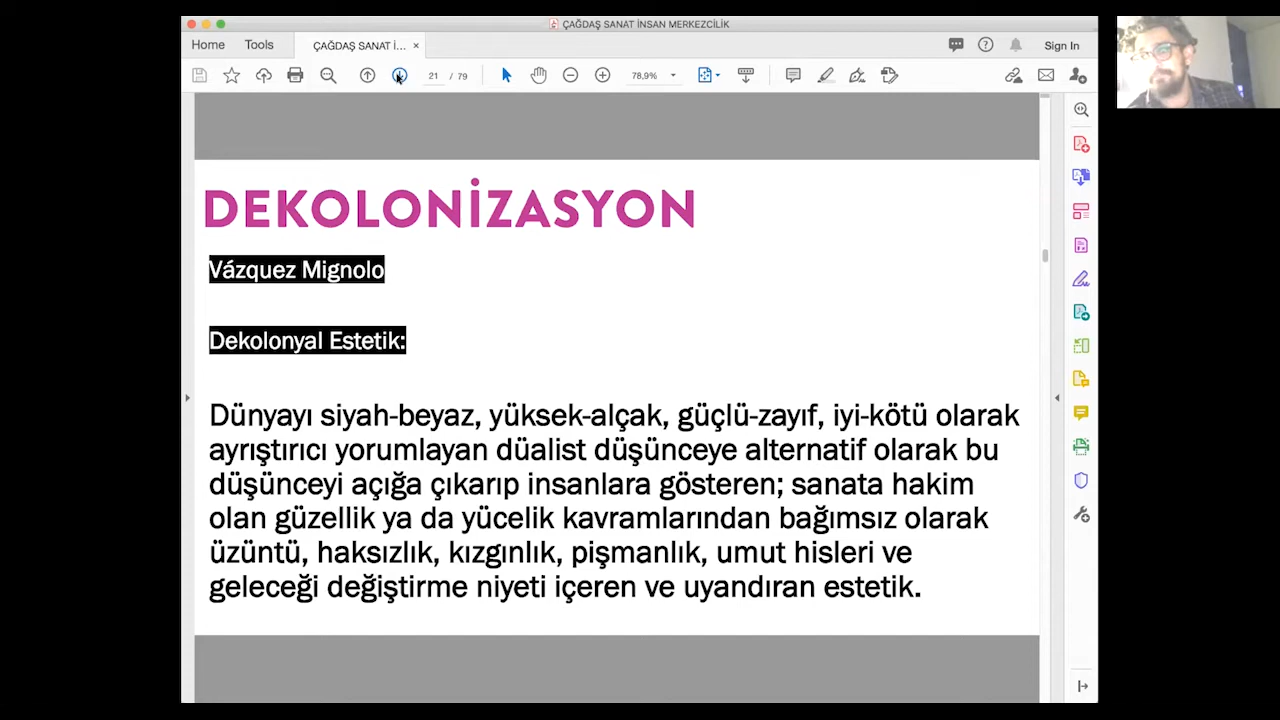 ÇAĞDAŞ SANAT İNSAN MERKEZCİLİK
Home Tools ÇAĞDAŞ SANAT İ... × Sign In
21 / 79 78,9%
DEKOLONİZASYON
Vázquez Mignolo
Dekolonyal Estetik:
Dünyayı siyah-beyaz, yüksek-alçak, güçlü-zayıf, iyi-kötü olarak
ayrıştırıcı yorumlayan düalist düşünceye alternatif olarak bu
düşünceyi açığa çıkarıp insanlara gösteren; sanata hakim
olan güzellik ya da yücelik kavramlarından bağımsız olarak
üzüntü, haksızlık, kızgınlık, pişmanlık, umut hisleri ve
geleceği değiştirme niyeti içeren ve uyandıran estetik.